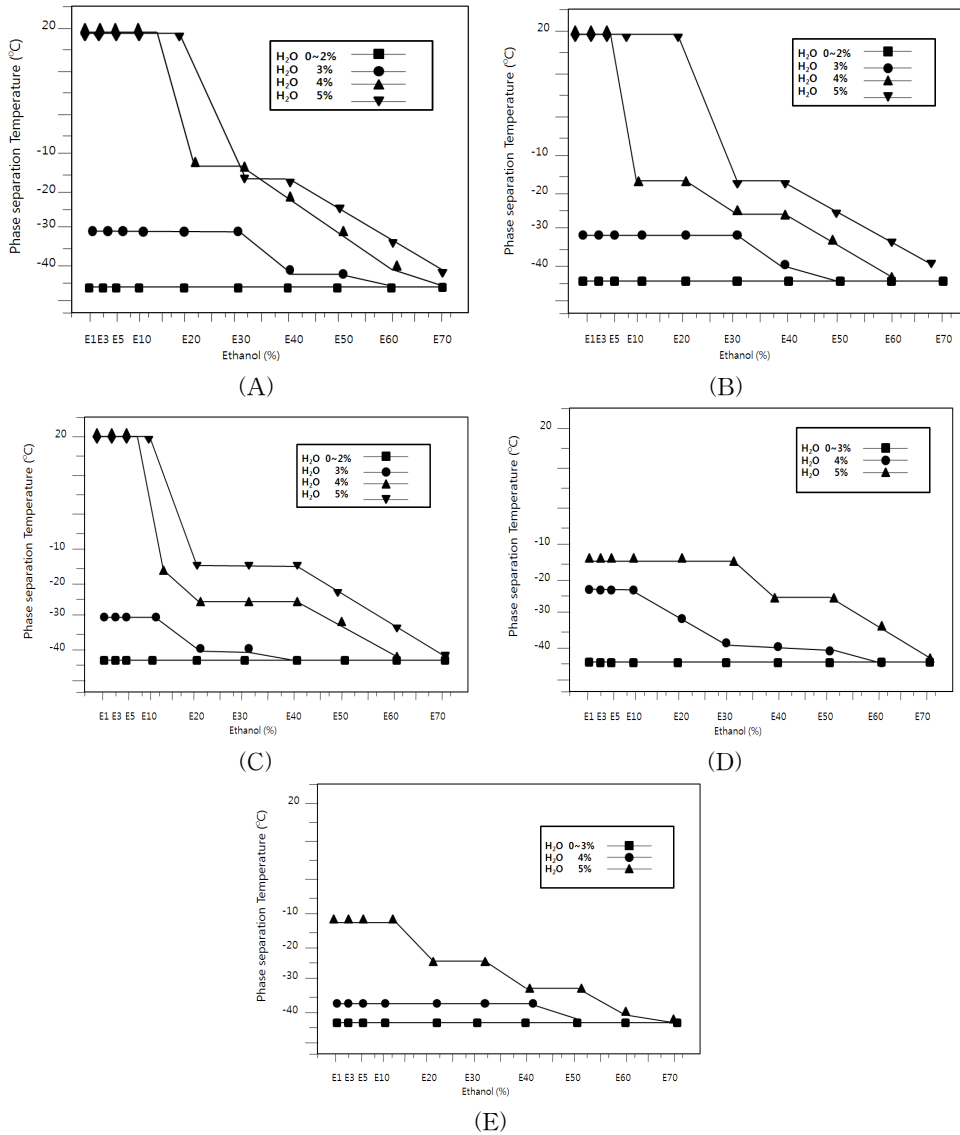 Phase separation Temperature (°C)
20
-10
-20
-30
-40
H₂O 0~2%
H₂O 3%
H₂O 4%
H₂O 5%
E1 E3 E5 E10 E20 E30 E40 E50 E60 E70
Ethanol (%)
(A)
Phase separation Temperature (°C)
20
-10
-20
-30
-40
H₂O 0~2%
H₂O 3%
H₂O 4%
H₂O 5%
E1 E3 E5 E10 E20 E30 E40 E50 E60 E70
Ethanol (%)
(B)
Phase separation Temperature (°C)
20
-10
-20
-30
-40
H₂O 0~2%
H₂O 3%
H₂O 4%
H₂O 5%
E1 E3 E5 E10 E20 E30 E40 E50 E60 E70
Ethanol (%)
(C)
Phase separation Temperature (°C)
20
-10
-20
-30
-40
H₂O 0~3%
H₂O 4%
H₂O 5%
E1 E3 E5 E10 E20 E30 E40 E50 E60 E70
Ethanol (%)
(D)
Phase separation Temperature (°C)
20
-10
-20
-30
-40
H₂O 0~3%
H₂O 4%
H₂O 5%
E1 E3 E5 E10 E20 E30 E40 E50 E60 E70
Ethanol (%)
(E)